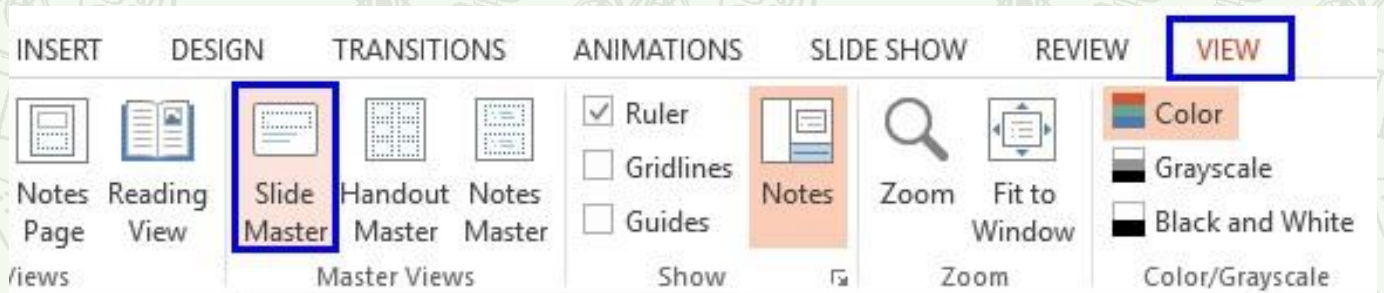 INSERT DESIGN TRANSITIONS ANIMATIONS SLIDE SHOW REVIEW VIEW
Notes Page
Reading View
Slide Master
Handout Master
Notes Master
Ruler
Gridlines
Guides
Notes
Zoom
Fit to Window
Color
Grayscale
Black and White
Views Master Views Show Zoom Color/Grayscale